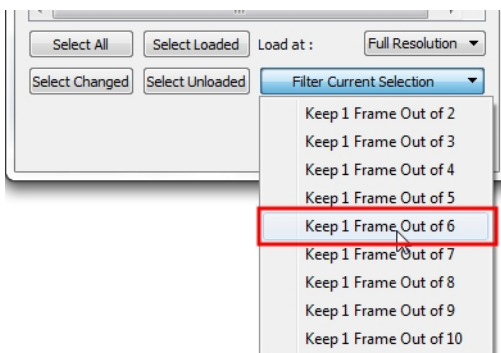 Select All Select Loaded Load at : Full Resolution
Select Changed Select Unloaded Filter Current Selection
Keep 1 Frame Out of 2
Keep 1 Frame Out of 3
Keep 1 Frame Out of 4
Keep 1 Frame Out of 5
Keep 1 Frame Out of 6
Keep 1 Frame Out of 7
Keep 1 Frame Out of 8
Keep 1 Frame Out of 9
Keep 1 Frame Out of 10